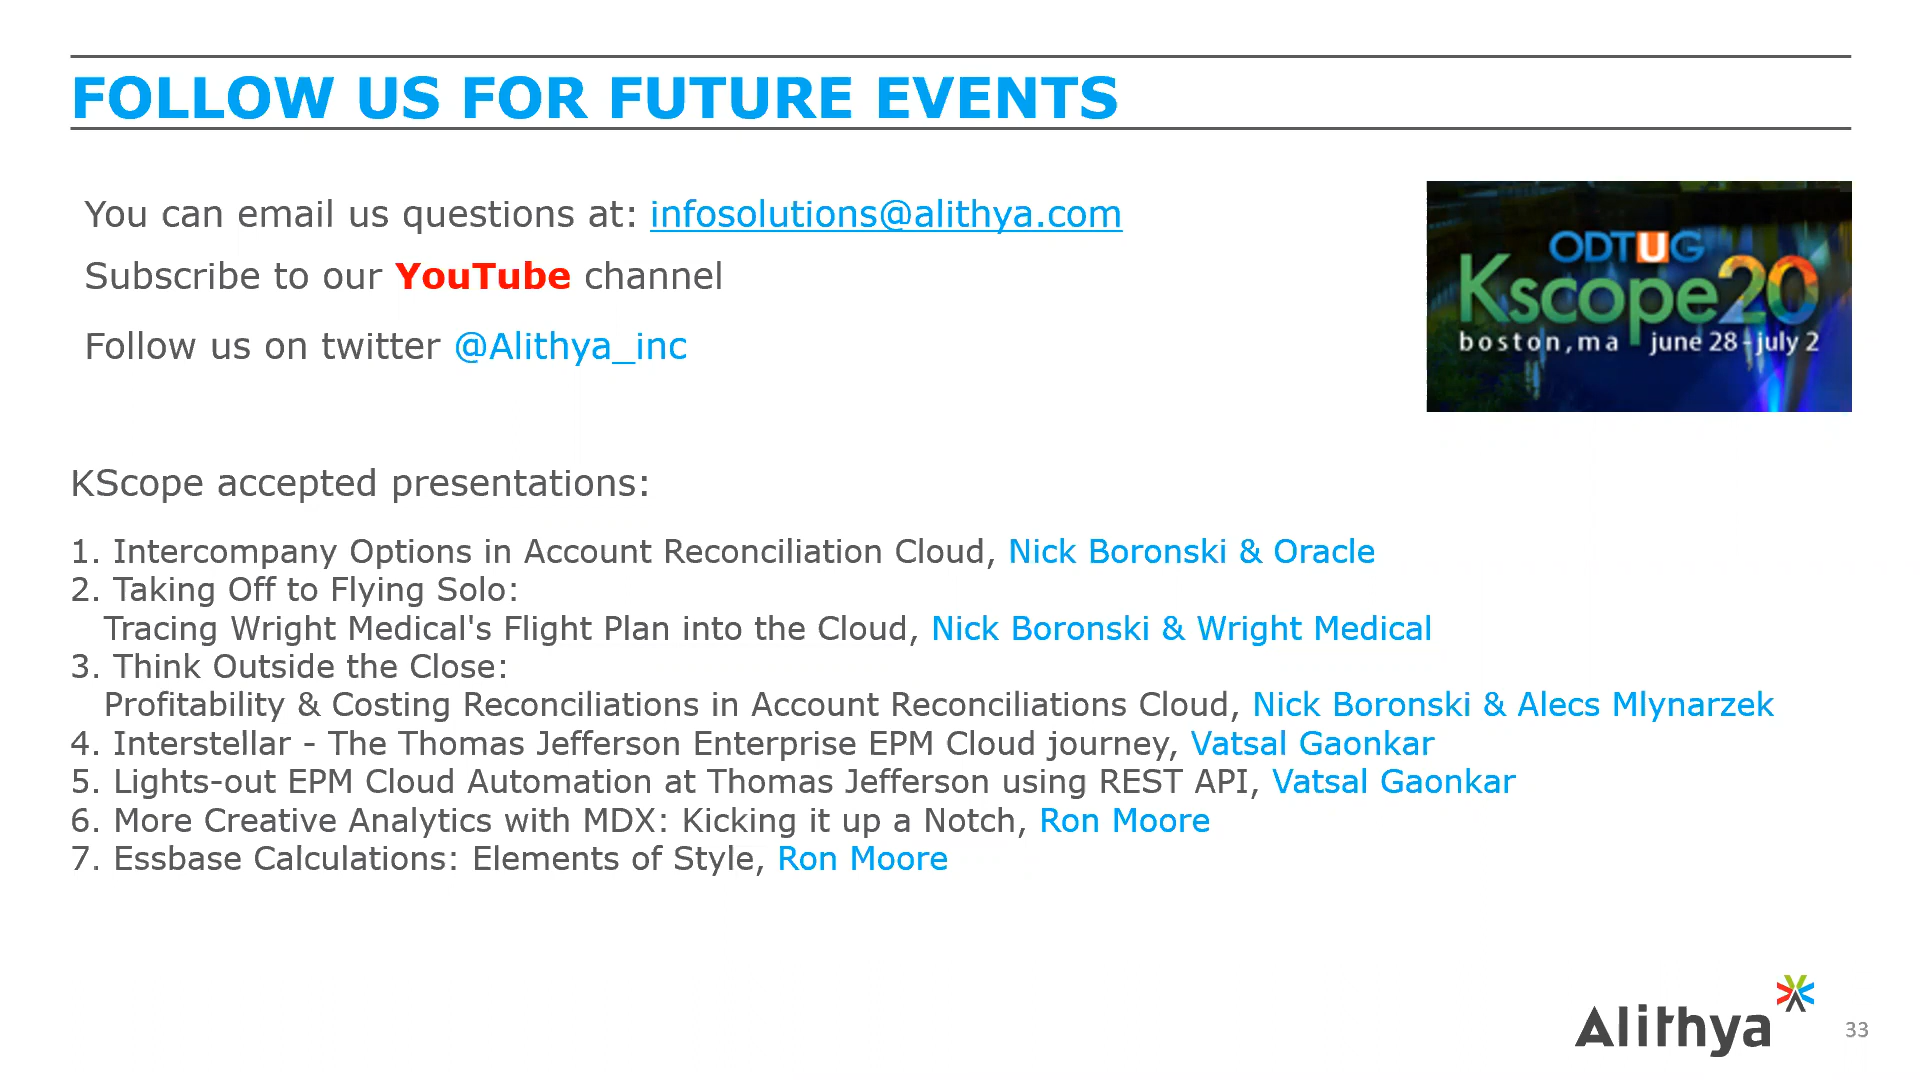 FOLLOW US FOR FUTURE EVENTS
You can email us questions at: infosolutions@alithya.com
Subscribe to our YouTube channel
Follow us on twitter @Alithya_inc
ODTUG
Kscope20
boston, ma june 28-july 2
KScope accepted presentations:
1. Intercompany Options in Account Reconciliation Cloud, Nick Boronski & Oracle
2. Taking Off to Flying Solo:
Tracing Wright Medical's Flight Plan into the Cloud, Nick Boronski & Wright Medical
3. Think Outside the Close:
Profitability & Costing Reconciliations in Account Reconciliations Cloud, Nick Boronski & Alecs Mlynarzek
4. Interstellar - The Thomas Jefferson Enterprise EPM Cloud journey, Vatsal Gaonkar
5. Lights-out EPM Cloud Automation at Thomas Jefferson using REST API, Vatsal Gaonkar
6. More Creative Analytics with MDX: Kicking it up a Notch, Ron Moore
7. Essbase Calculations: Elements of Style, Ron Moore
Alithya
33